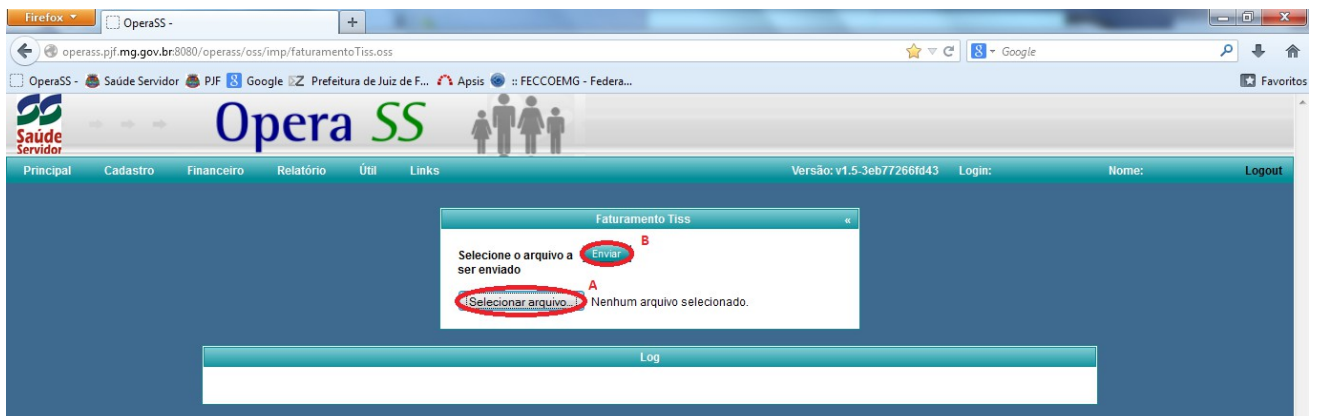 Firefox
OperaSS -
+
operass.pjf.mg.gov.br:8080/operass/oss/imp/faturamentoTiss.oss
8 Google
OperaSS - Saúde Servidor PJF 8 Google Z Prefeitura de Juiz de F... Apsis :: FECCOEMG - Federa... Favoritos
Saúde
Servidor
Opera SS
Principal Cadastro Financeiro Relatório Útil Links Versão: v1.5-3eb77266fd43 Login: Nome: Logout
Faturamento Tiss «
B
Selecione o arquivo a Enviar
ser enviado
A
Selecionar arquivo... Nenhum arquivo selecionado.
Log